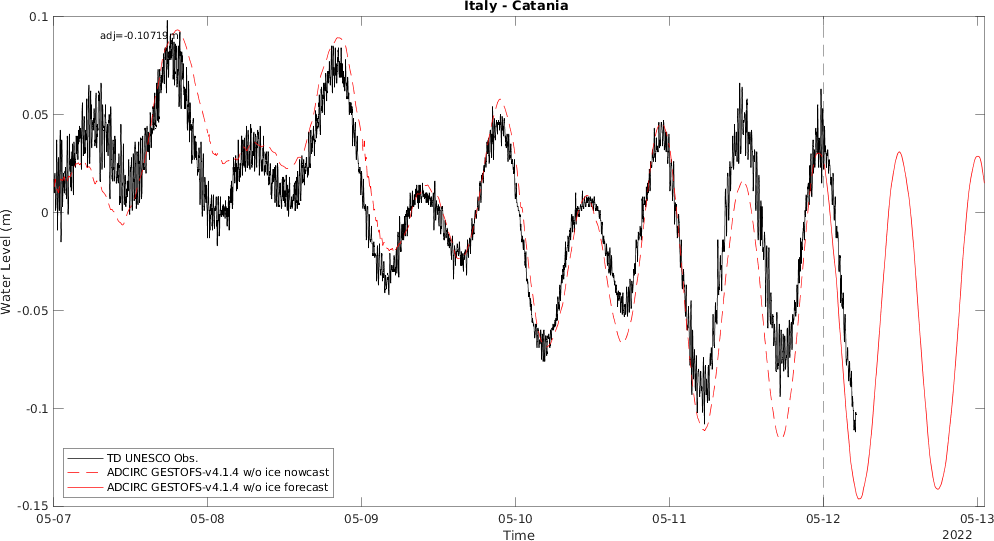 Italy - Catania
adj=-0.10719 m
0.1
0.05
0
-0.05
-0.1
-0.15
Water Level (m)
TD UNESCO Obs.
ADCIRC GESTOFS-v4.1.4 w/o ice nowcast
ADCIRC GESTOFS-v4.1.4 w/o ice forecast
05-07 05-08 05-09 05-10 05-11 05-12 05-13
Time
2022